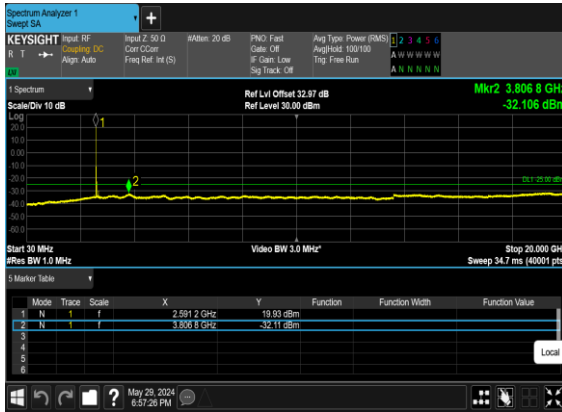 Spectrum Analyzer 1
Swept SA
KEYSIGHT
R T
LXI
Input: RF
Coupling: DC
Align: Auto
Input Z: 50 Ω
Corr CCorr
Freq Ref: Int (S)
#Atten: 20 dB
PNO: Fast
Gate: Off
IF Gain: Low
Sig Track: Off
Avg Type: Power (RMS)
Avg|Hold: 100/100
Trig: Free Run
1 2 3 4 5 6
A W W W W W
A N N N N N
1 Spectrum
Scale/Div 10 dB
Ref Lvl Offset 32.97 dB
Ref Level 30.00 dBm
Mkr2 3.806 8 GHz
-32.106 dBm
Log
20.0
10.0
0.00
-10.0
-20.0
-30.0
-40.0
-50.0
-60.0
1
2
DL1 -25.00 dBm
Start 30 MHz
#Res BW 1.0 MHz
Video BW 3.0 MHz*
Stop 20.000 GHz
Sweep 34.7 ms (40001 pts)
5 Marker Table
Mode Trace Scale X Y Function Function Width Function Value
1 N 1 f 2.591 2 GHz 19.93 dBm
2 N 1 f 3.806 8 GHz -32.11 dBm
3
4
5
6
Local
May 29, 2024
6:57:26 PM